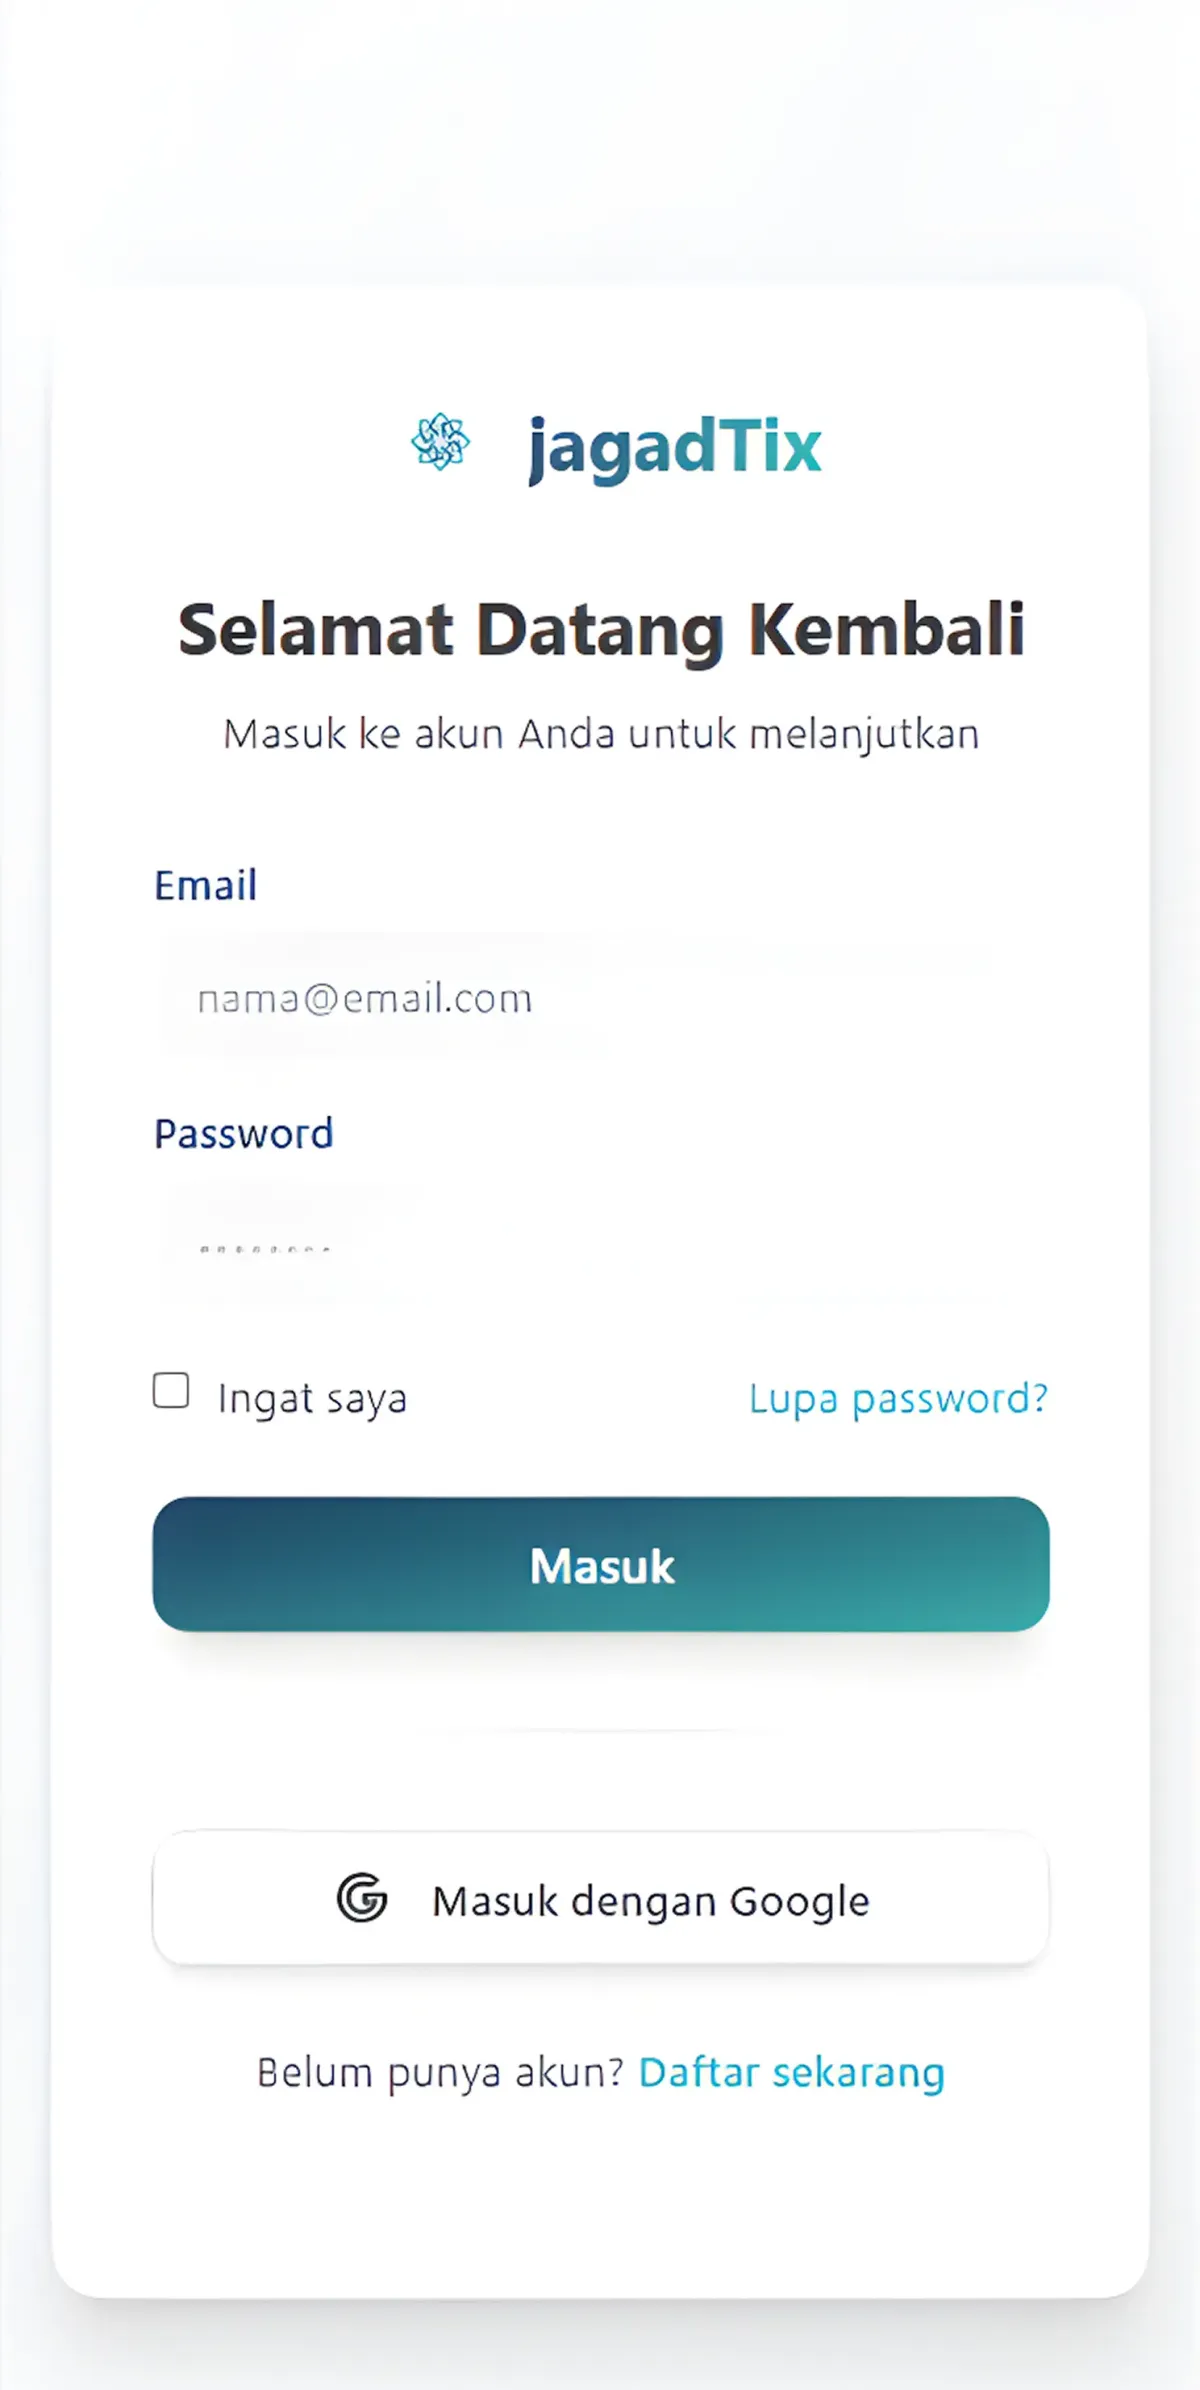 jagadTix
Selamat Datang Kembali
Masuk ke akun Anda untuk melanjutkan
Email
nama@email.com
Password
Ingat saya
Lupa password?
Masuk
Masuk dengan Google
Belum punya akun? Daftar sekarang